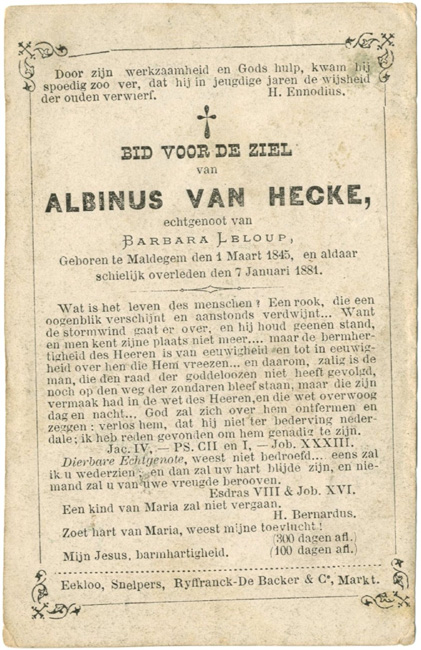 Door zijn werkzaamheid en Gods hulp, kwam hij
spoedig zoo ver, dat hij in jeugdige jaren de wijsheid
der ouden verwierf. H. Ennodius.
BID VOOR DE ZIEL
van
ALBINUS VAN HECKE,
echtgenoot van
BARBARA LELOUP,
Geboren te Maldegem den 1 Maart 1845, en aldaar
schielijk overleden den 7 Januari 1881.
Wat is het leven des menschen? Een rook, die een
oogenblik verschijnt en aanstonds verdwijnt... Want
de stormwind gaat er over, en hij houd geenen stand,
en men kent zijne plaats niet meer.... maar de bermher-
tigheid des Heeren is van eeuwigheid en tot in eeuwig-
heid over hen die Hem vreezen... en daarom, zalig is de
man, die den raad der goddeloozen niet heeft gevolgd,
noch op den weg der zondaren bleef staan, maar die zijn
vermaak had in de wet des Heeren, en die wet overwoog
dag en nacht... God zal zich over hem ontfermen en
zeggen: verlos hem, dat hij niet ter bederving neder-
dale; ik heb reden gevonden om hem genadig te zijn.
Jac. IV. — PS. CII en I, — Job. XXXIII.
Dierbare Echtgenote, weest niet bedroefd... eens zal
ik u wederzien; en dan zal uw hart blijde zijn, en nie-
mand zal u van uwe vreugde berooven.
Esdras VIII & Job. XVI.
Een kind van Maria zal niet vergaan.
H. Bernardus.
Zoet hart van Maria, weest mijne toevlucht!
(300 dagen afl.)
Mijn Jesus, barmhartigheid. (100 dagen afl.)
Eekloo, Snelpers, Ryffranck-De Backer & Cᵉ, Markt.